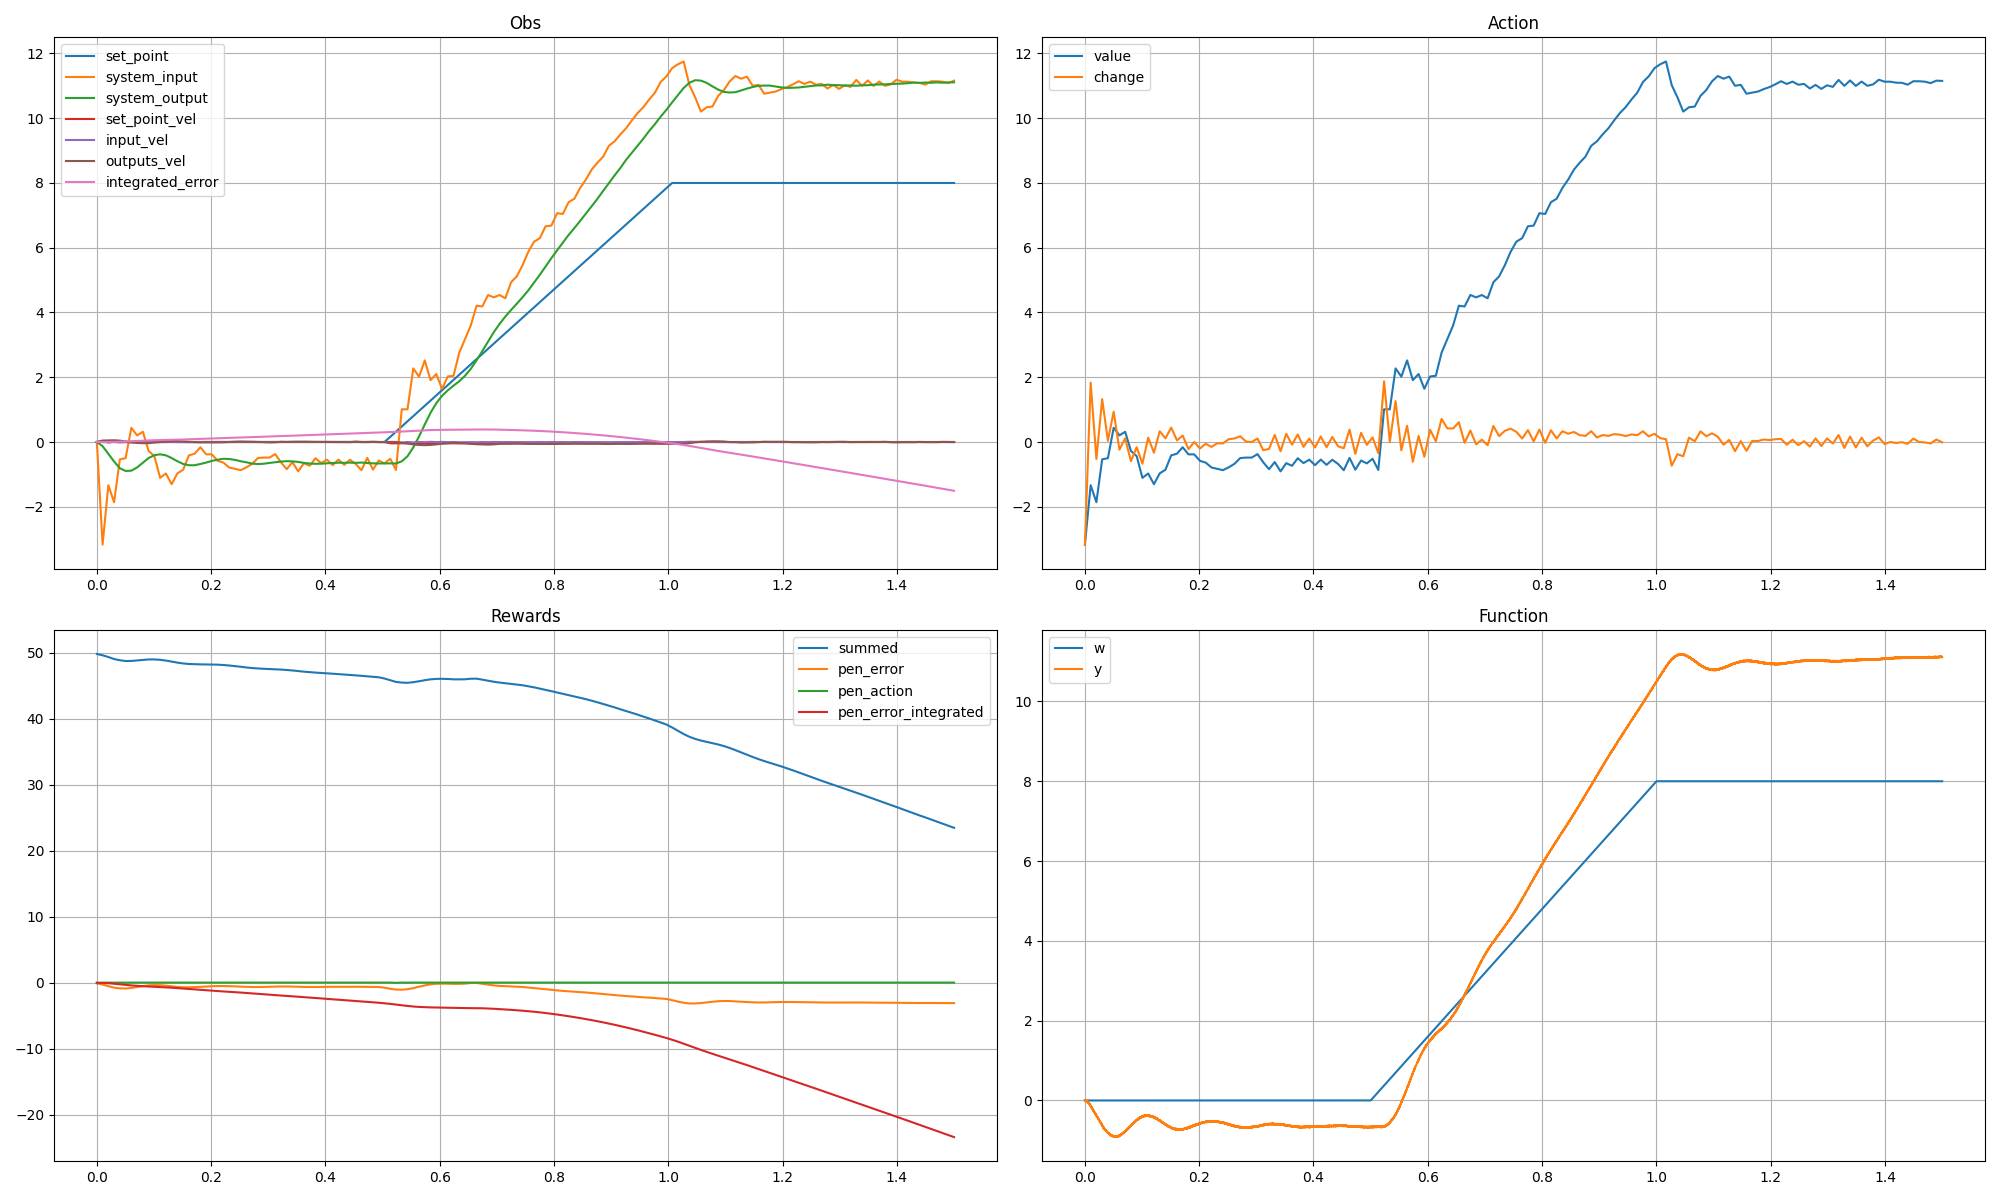 Obs
12
10
8
6
4
2
0
−2
set_point
system_input
system_output
set_point_vel
input_vel
outputs_vel
integrated_error
0.0 0.2 0.4 0.6 0.8 1.0 1.2 1.4
Action
12
10
8
6
4
2
0
−2
value
change
0.0 0.2 0.4 0.6 0.8 1.0 1.2 1.4
Rewards
50
40
30
20
10
0
−10
−20
summed
pen_error
pen_action
pen_error_integrated
0.0 0.2 0.4 0.6 0.8 1.0 1.2 1.4
Function
10
8
6
4
2
0
w
y
0.0 0.2 0.4 0.6 0.8 1.0 1.2 1.4